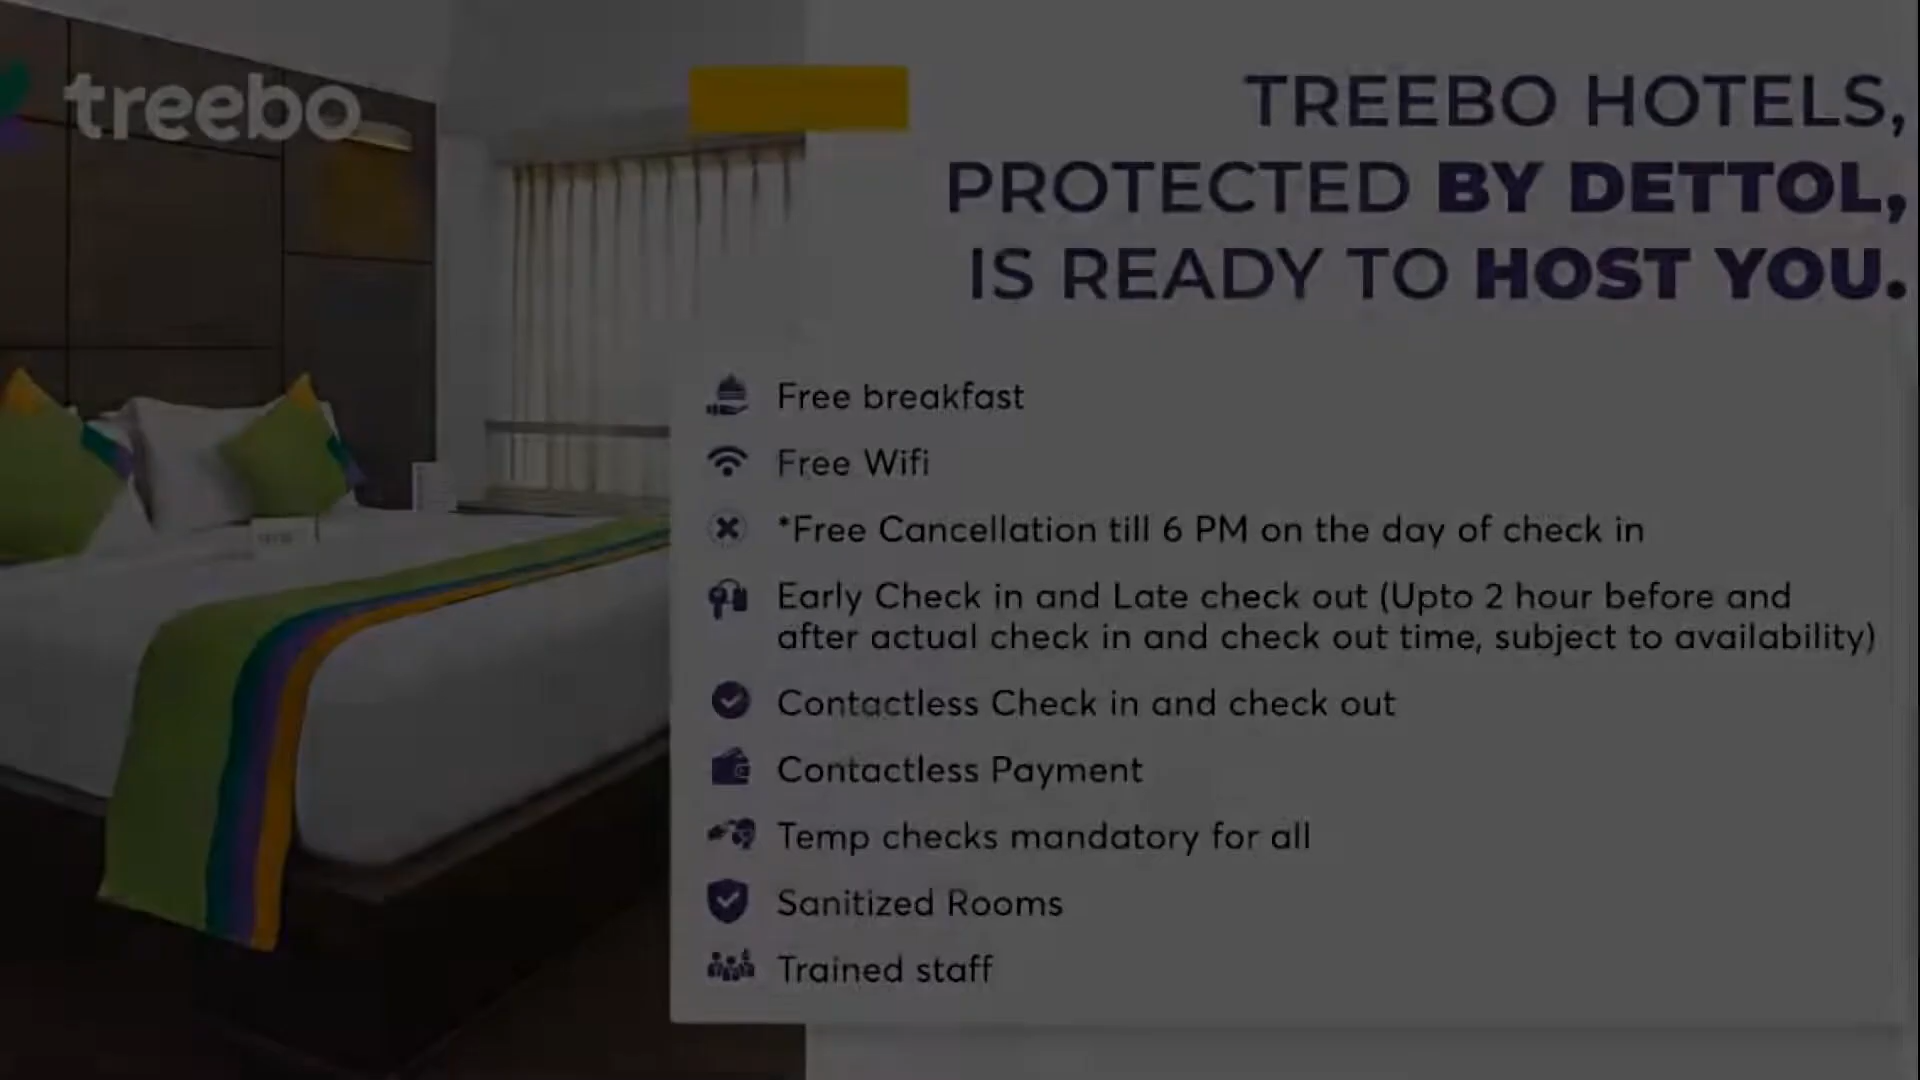 treebo
TREEBO HOTELS,
PROTECTED BY DETTOL,
IS READY TO HOST YOU.
Free breakfast
Free Wifi
*Free Cancellation till 6 PM on the day of check in
Early Check in and Late check out (Upto 2 hour before and
after actual check in and check out time, subject to availability)
Contactless Check in and check out
Contactless Payment
Temp checks mandatory for all
Sanitized Rooms
Trained staff